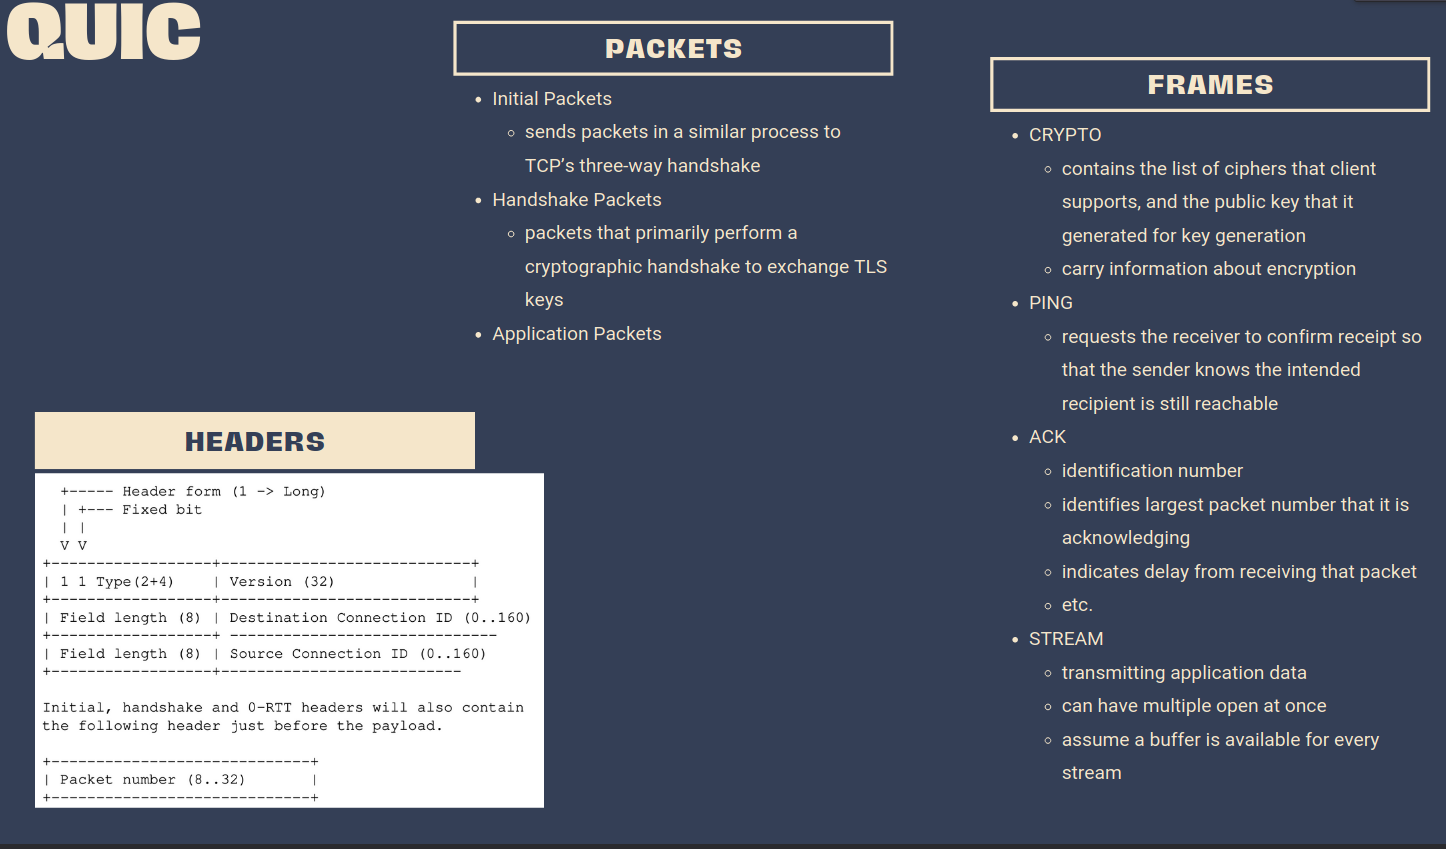 QUIC
PACKETS
• Initial Packets
○ sends packets in a similar process to
TCP’s three-way handshake
• Handshake Packets
○ packets that primarily perform a
cryptographic handshake to exchange TLS
keys
• Application Packets
FRAMES
• CRYPTO
○ contains the list of ciphers that client
supports, and the public key that it
generated for key generation
○ carry information about encryption
• PING
○ requests the receiver to confirm receipt so
that the sender knows the intended
recipient is still reachable
• ACK
○ identification number
○ identifies largest packet number that it is
acknowledging
○ indicates delay from receiving that packet
○ etc.
• STREAM
○ transmitting application data
○ can have multiple open at once
○ assume a buffer is available for every
stream
HEADERS
  +----- Header form (1 -> Long)
  | +--- Fixed bit
  | |
  V V
+------------------+----------------------------+
| 1 1 Type(2+4)    | Version (32)               |
+------------------+----------------------------+
| Field length (8) | Destination Connection ID (0..160)
+------------------+ ------------------------------
| Field length (8) | Source Connection ID (0..160)
+------------------+---------------------------
Initial, handshake and 0-RTT headers will also contain
the following header just before the payload.
+-----------------------------+
| Packet number (8..32)       |
+-----------------------------+